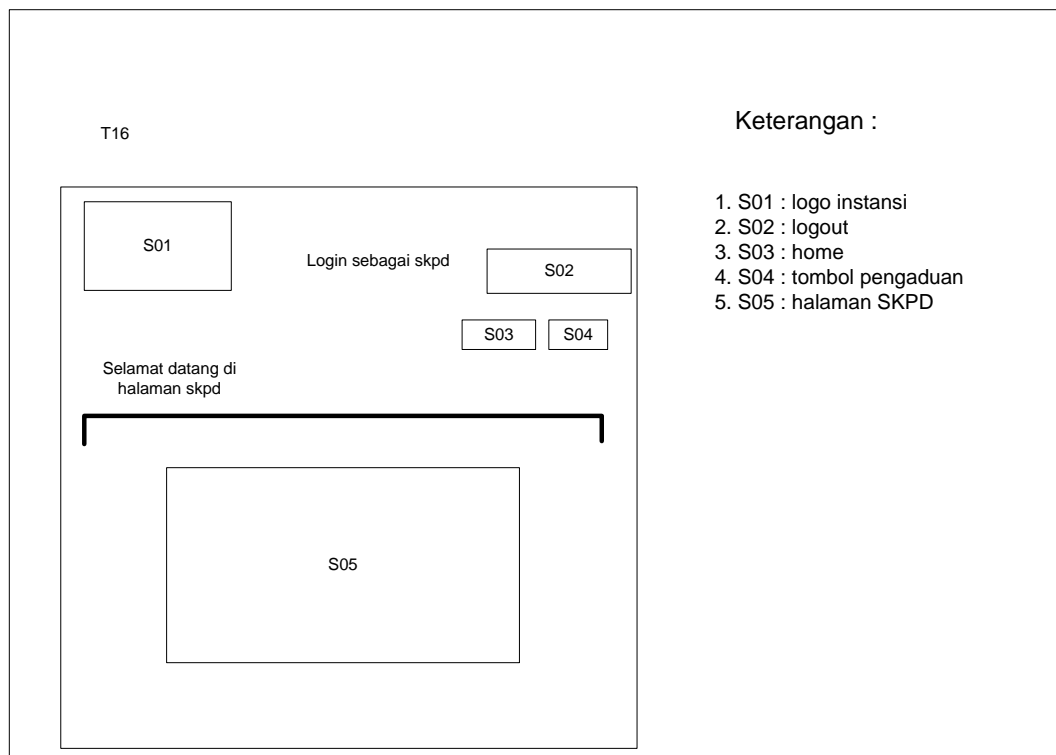 T16
Keterangan :
S01
Login sebagai skpd
S02
S03
S04
Selamat datang di
halaman skpd
S05
1. S01 : logo instansi
2. S02 : logout
3. S03 : home
4. S04 : tombol pengaduan
5. S05 : halaman SKPD